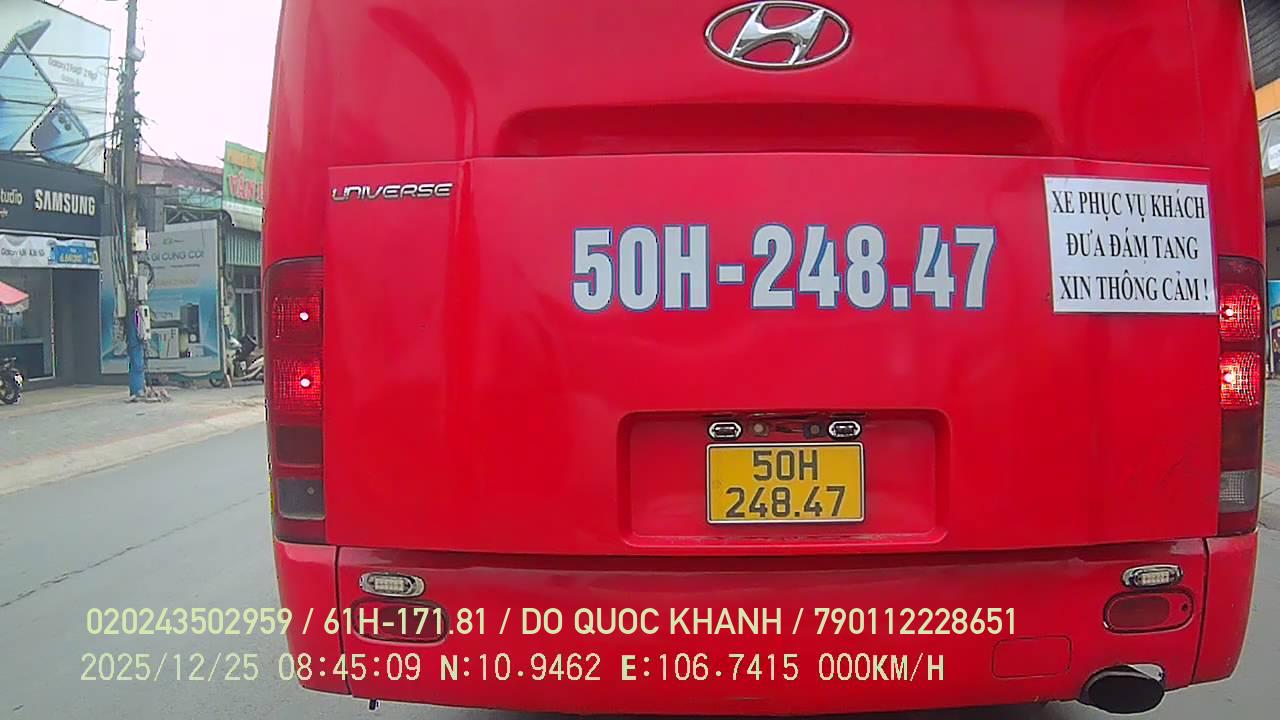 SAMSUNG
UNIVERSE
50H-248.47
XE PHỤC VỤ KHÁCH
ĐƯA ĐÁM TANG
XIN THÔNG CẢM !
50H
248.47
020243502959 / 61H-171.81 / DO QUOC KHANH / 790112228651
2025/12/25 08:45:09 N:10.9462 E:106.7415 000KM/H